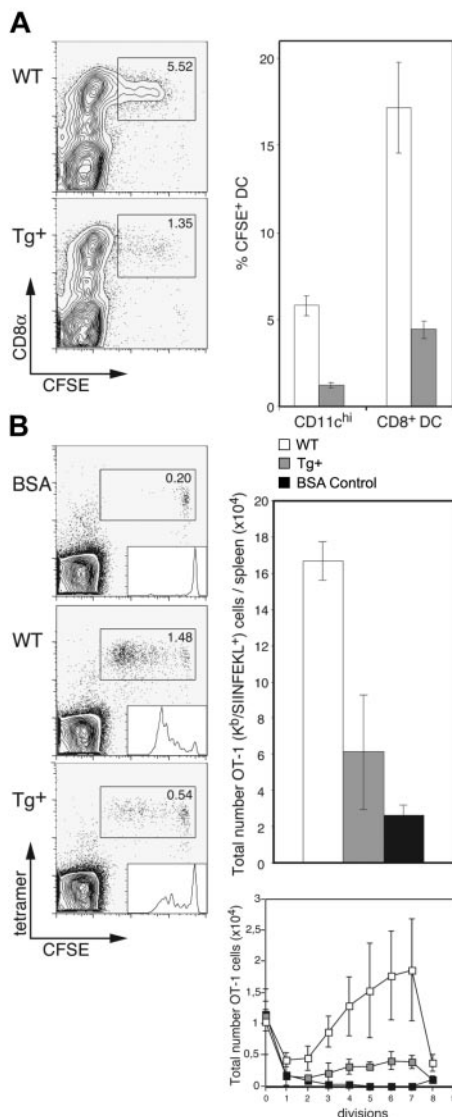 A
WT
5.52
Tg+
1.35
CD8α
CFSE
% CFSE+ DC
20
15
10
5
0
CD11chi
CD8+ DC
WT
Tg+
BSA Control
B
BSA
0.20
WT
1.48
Tg+
0.54
tetramer
CFSE
Total number OT-1 (Kb/SIINFEKL+) cells / spleen (x104)
20
18
16
14
12
10
8
6
4
2
0
Total number OT-1 cells (x104)
3
2,5
2
1,5
1
0,5
0
0 1 2 3 4 5 6 7 8
divisions